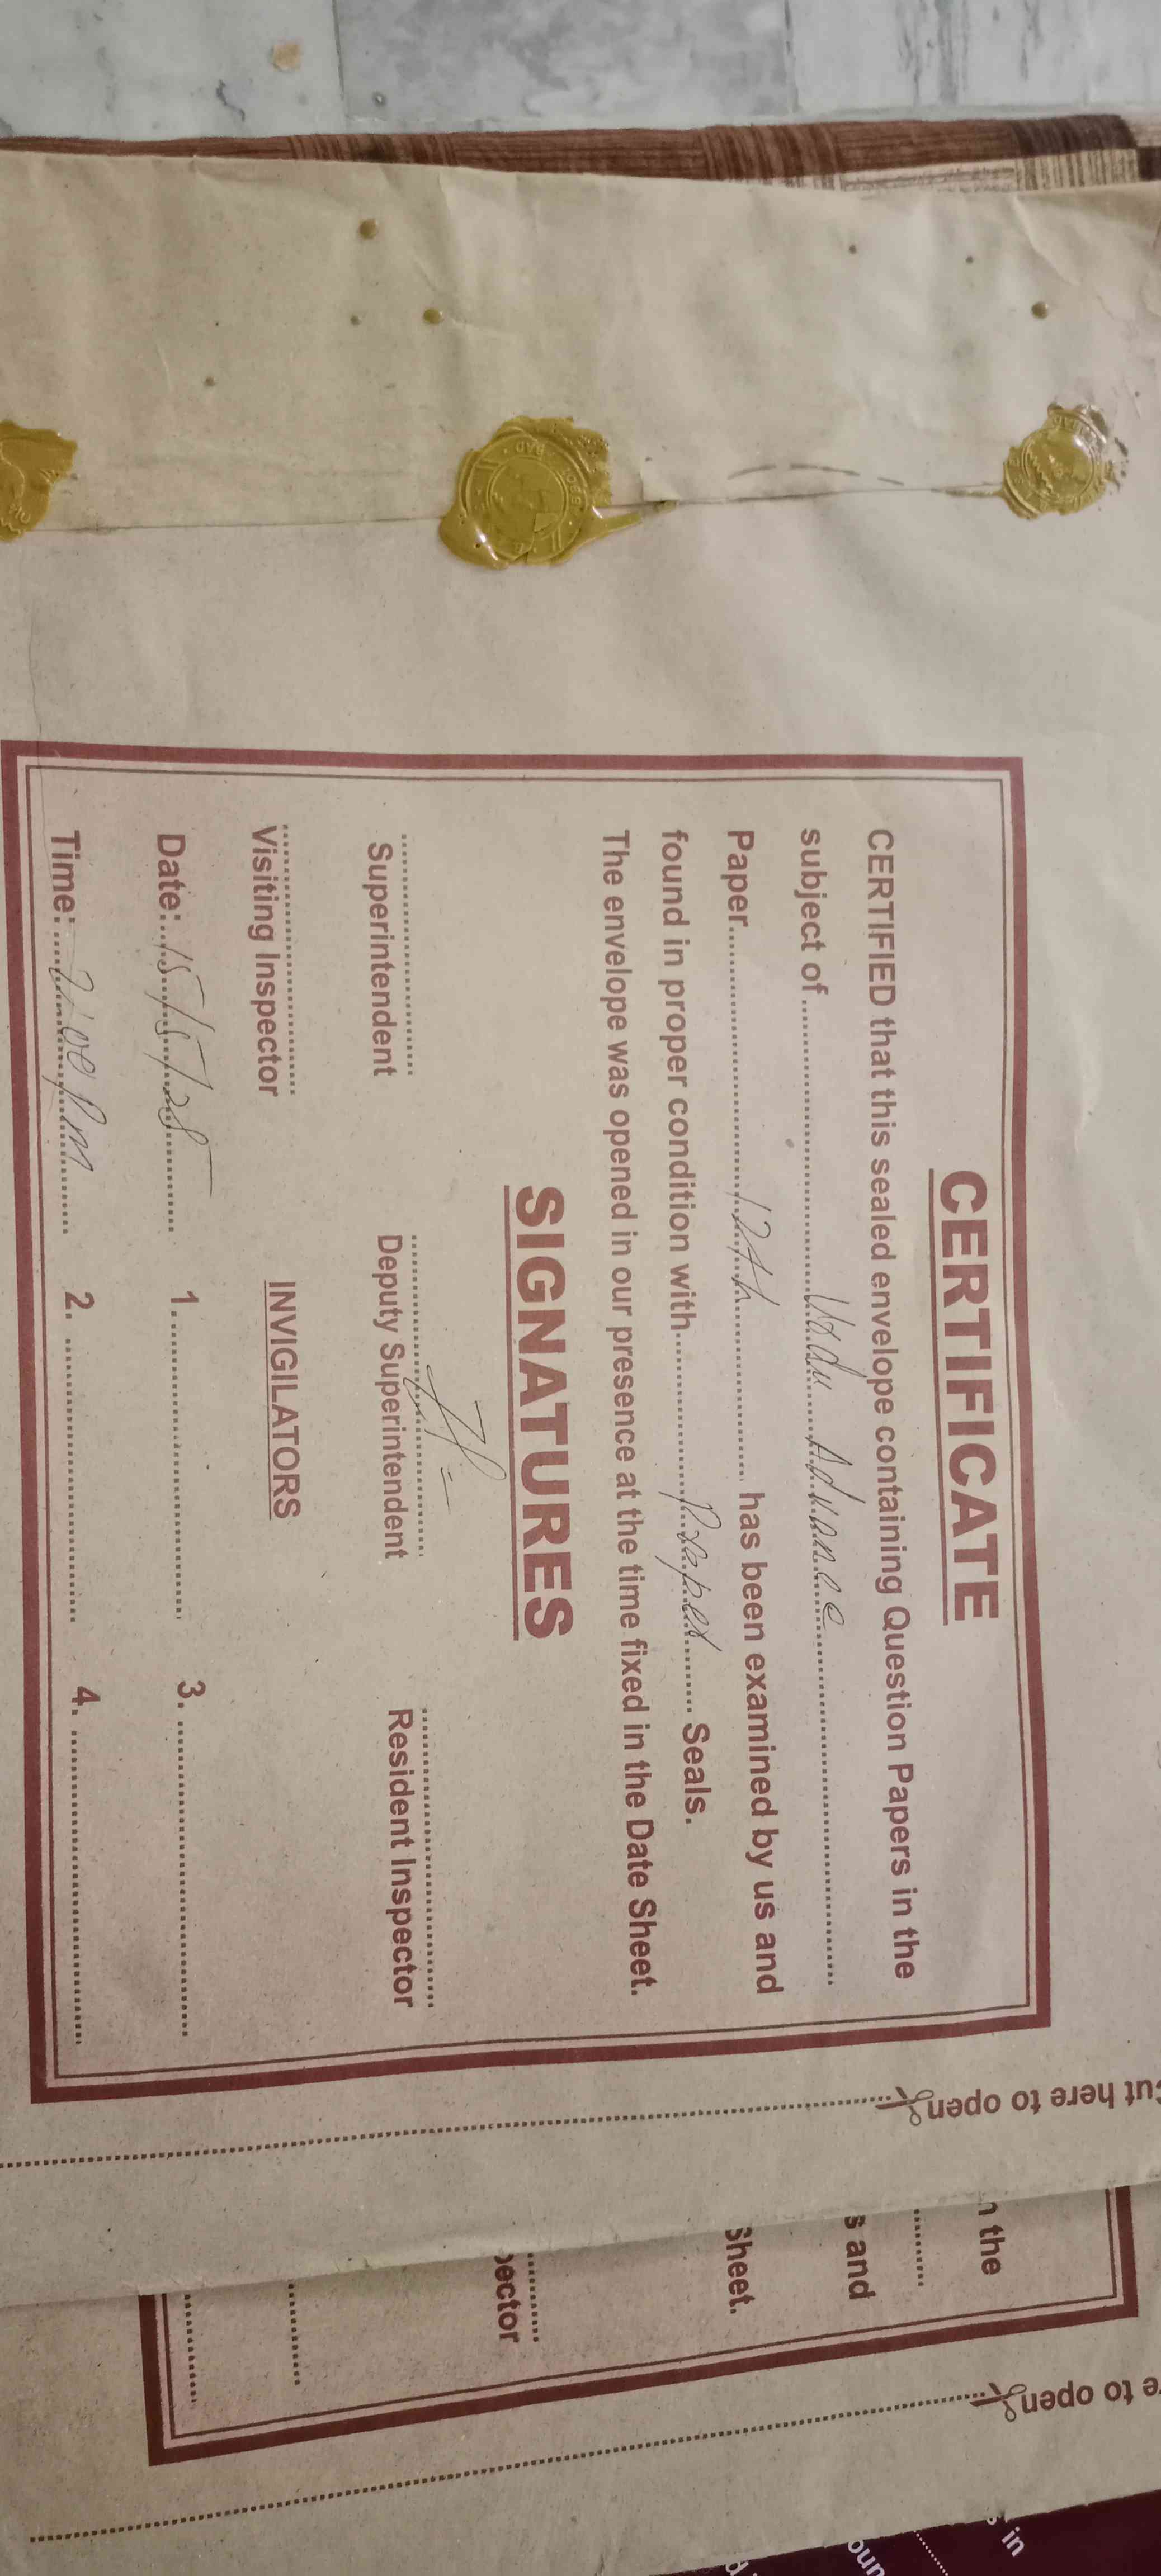 CERTIFICATE
CERTIFIED that this sealed envelope containing Question Papers in the
subject of ........ Urdu Advance ........
Paper ........ 12th ........ has been examined by us and
found in proper condition with ........ Proper ........ Seals.
The envelope was opened in our presence at the time fixed in the Date Sheet.
SIGNATURES
Superintendent Deputy Superintendent Resident Inspector
Visiting Inspector INVIGILATORS
Date: 15/5/25 1. ........ 3. ........
Time: 2:00 Pm 2. ........ 4. ........
cut here to open
n the
s and
Sheet.
pector
re to open
s in